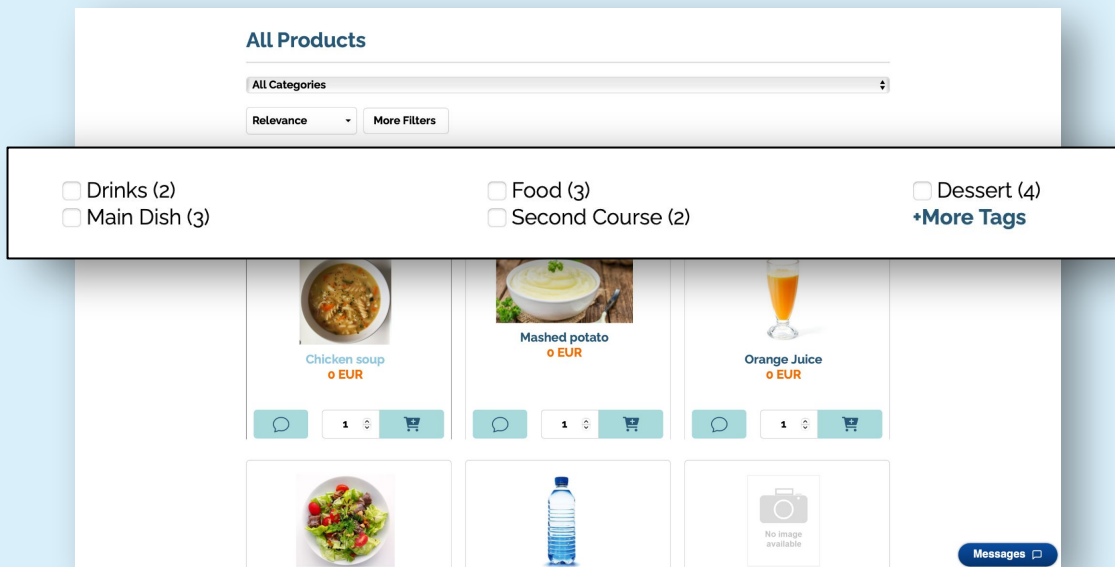 All Products
All Categories
Relevance More Filters
Drinks (2) Food (3) Dessert (4)
Main Dish (3) Second Course (2) +More Tags
Chicken soup
0 EUR
Mashed potato
0 EUR
Orange Juice
0 EUR
1 1 1
No image
available
Messages